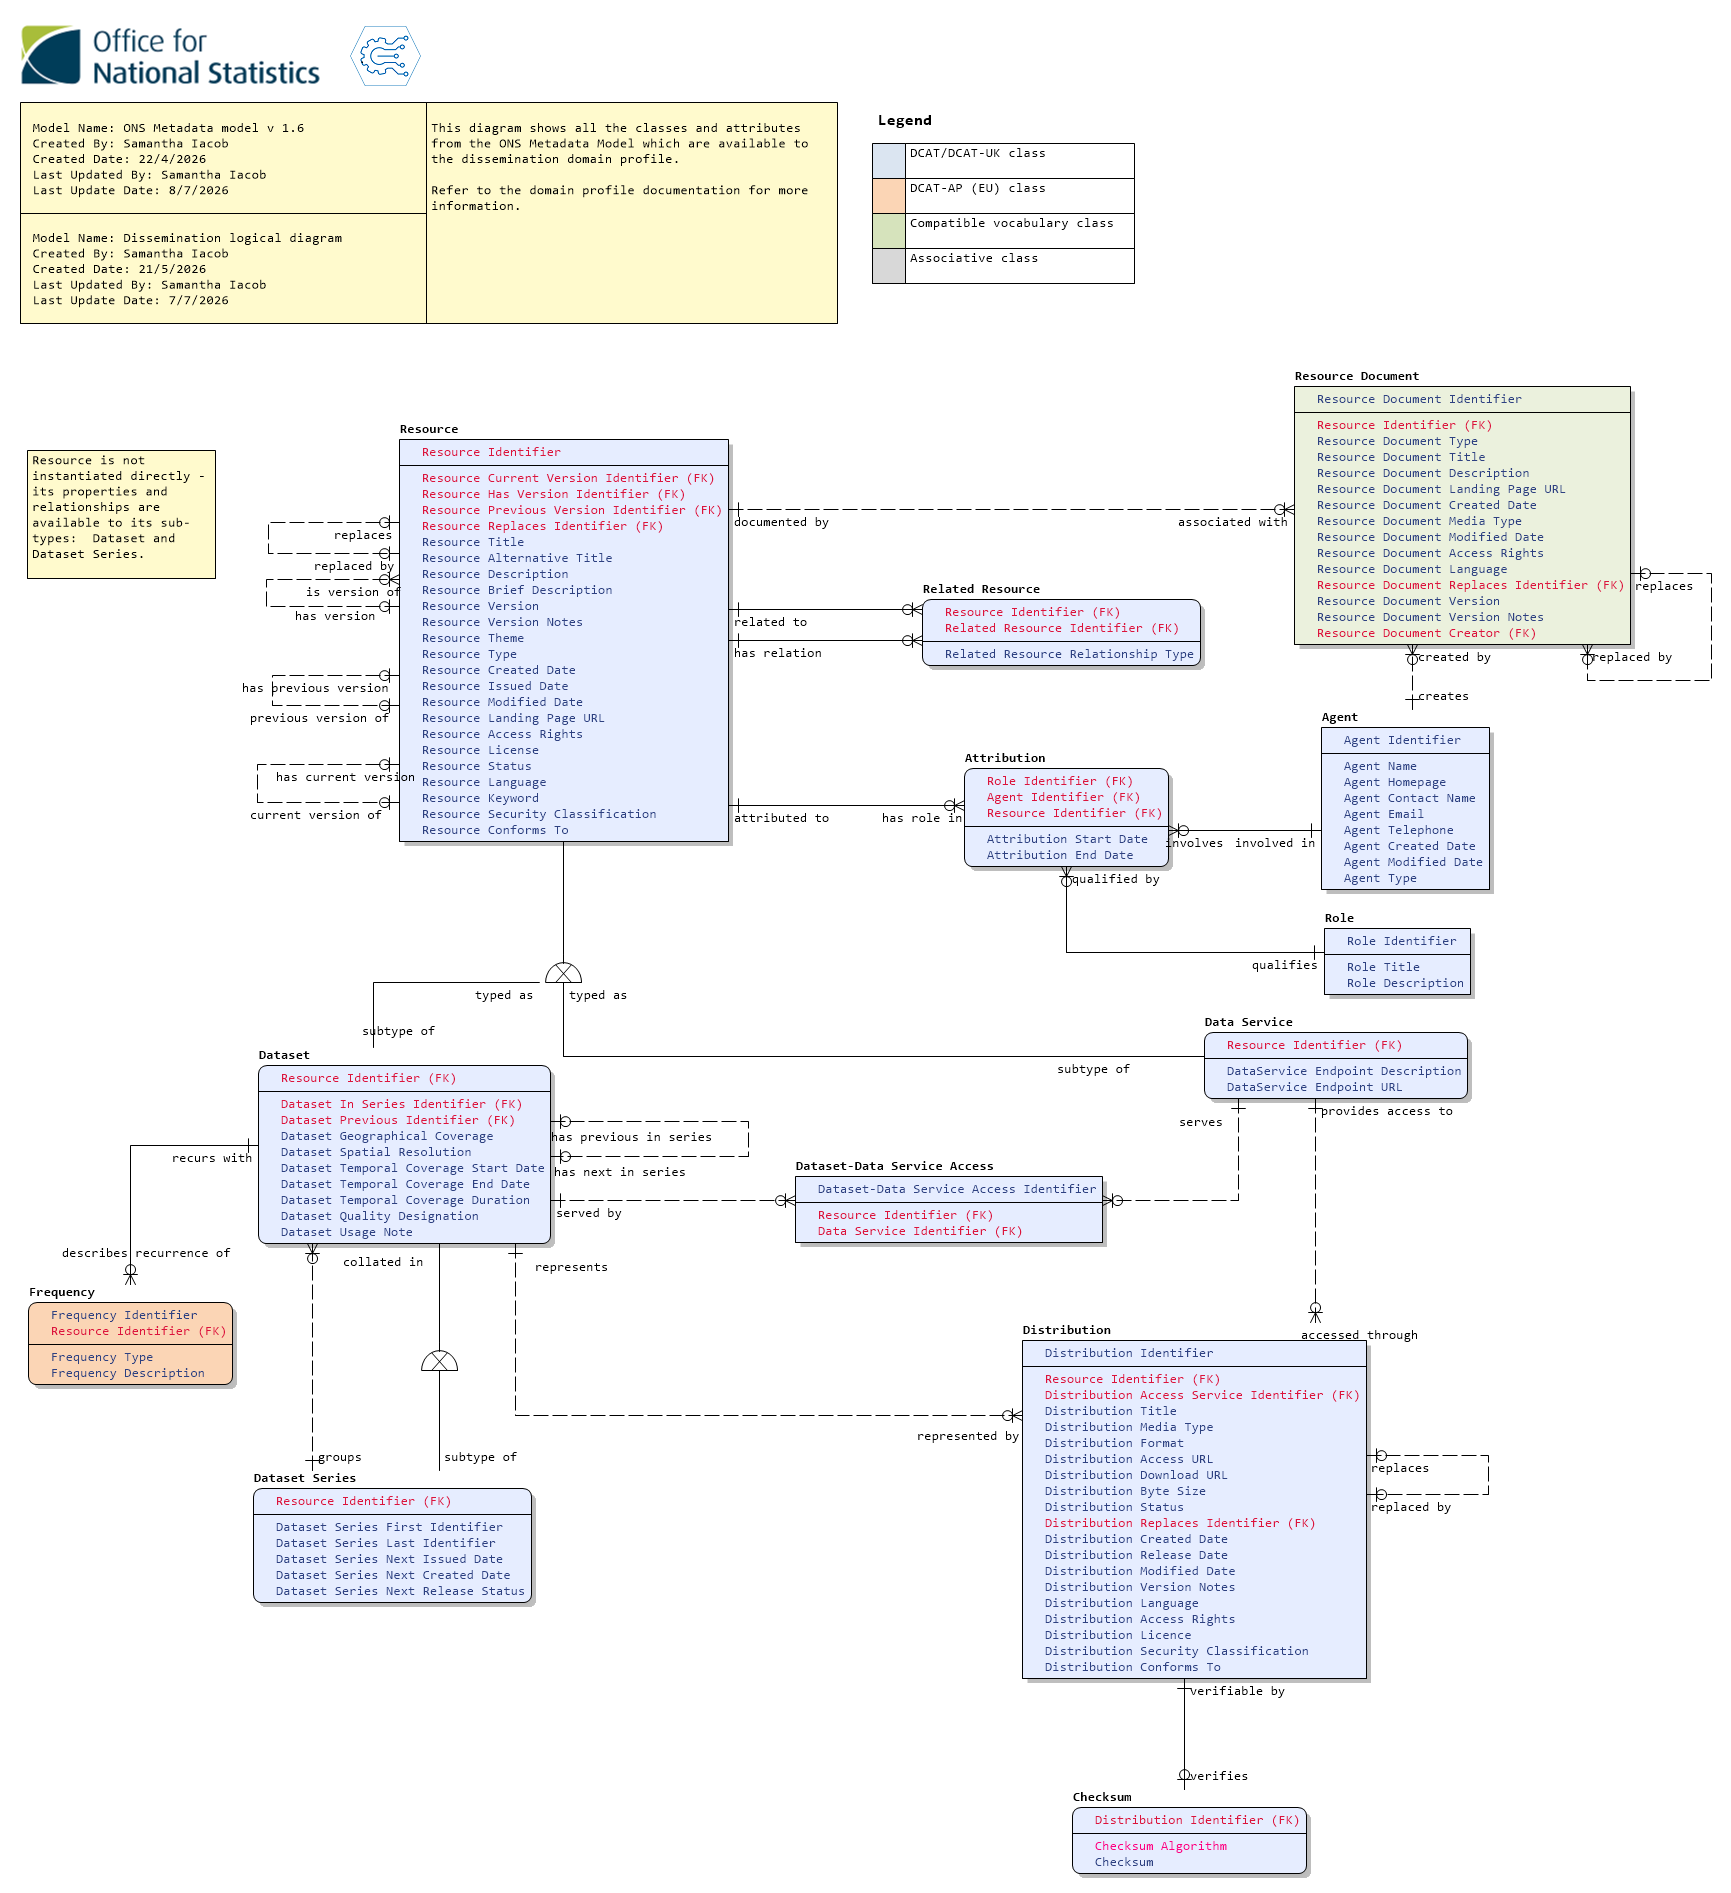 Office for
National Statistics
Model Name: ONS Metadata model v 1.6
Created By: Samantha Iacob
Created Date: 22/4/2026
Last Updated By: Samantha Iacob
Last Update Date: 8/7/2026
Model Name: Dissemination logical diagram
Created By: Samantha Iacob
Created Date: 21/5/2026
Last Updated By: Samantha Iacob
Last Update Date: 7/7/2026
This diagram shows all the classes and attributes
from the ONS Metadata Model which are available to
the dissemination domain profile.
Refer to the domain profile documentation for more
information.
Legend
DCAT/DCAT-UK class
DCAT-AP (EU) class
Compatible vocabulary class
Associative class
Resource is not
instantiated directly -
its properties and
relationships are
available to its sub-
types:  Dataset and
Dataset Series.
Resource
Resource Identifier
Resource Current Version Identifier (FK)
Resource Has Version Identifier (FK)
Resource Previous Version Identifier (FK)
Resource Replaces Identifier (FK)
Resource Title
Resource Alternative Title
Resource Description
Resource Brief Description
Resource Version
Resource Version Notes
Resource Theme
Resource Type
Resource Created Date
Resource Issued Date
Resource Modified Date
Resource Landing Page URL
Resource Access Rights
Resource License
Resource Status
Resource Language
Resource Keyword
Resource Security Classification
Resource Conforms To
replaces
replaced by
is version of
has version
has previous version
previous version of
has current version
current version of
documented by
associated with
related to
has relation
attributed to
has role in
Resource Document
Resource Document Identifier
Resource Identifier (FK)
Resource Document Type
Resource Document Title
Resource Document Description
Resource Document Landing Page URL
Resource Document Created Date
Resource Document Media Type
Resource Document Modified Date
Resource Document Access Rights
Resource Document Language
Resource Document Replaces Identifier (FK)
Resource Document Version
Resource Document Version Notes
Resource Document Creator (FK)
replaces
replaced by
created by
creates
Related Resource
Resource Identifier (FK)
Related Resource Identifier (FK)
Related Resource Relationship Type
Agent
Agent Identifier
Agent Name
Agent Homepage
Agent Contact Name
Agent Email
Agent Telephone
Agent Created Date
Agent Modified Date
Agent Type
Attribution
Role Identifier (FK)
Agent Identifier (FK)
Resource Identifier (FK)
Attribution Start Date
Attribution End Date
involves
involved in
qualified by
qualifies
Role
Role Identifier
Role Title
Role Description
typed as
typed as
subtype of
subtype of
Data Service
Resource Identifier (FK)
DataService Endpoint Description
DataService Endpoint URL
serves
provides access to
Dataset
Resource Identifier (FK)
Dataset In Series Identifier (FK)
Dataset Previous Identifier (FK)
Dataset Geographical Coverage
Dataset Spatial Resolution
Dataset Temporal Coverage Start Date
Dataset Temporal Coverage End Date
Dataset Temporal Coverage Duration
Dataset Quality Designation
Dataset Usage Note
has previous in series
has next in series
served by
recurs with
describes recurrence of
collated in
represents
Dataset-Data Service Access
Dataset-Data Service Access Identifier
Resource Identifier (FK)
Data Service Identifier (FK)
Frequency
Frequency Identifier
Resource Identifier (FK)
Frequency Type
Frequency Description
groups
subtype of
represented by
accessed through
Dataset Series
Resource Identifier (FK)
Dataset Series First Identifier
Dataset Series Last Identifier
Dataset Series Next Issued Date
Dataset Series Next Created Date
Dataset Series Next Release Status
Distribution
Distribution Identifier
Resource Identifier (FK)
Distribution Access Service Identifier (FK)
Distribution Title
Distribution Media Type
Distribution Format
Distribution Access URL
Distribution Download URL
Distribution Byte Size
Distribution Status
Distribution Replaces Identifier (FK)
Distribution Created Date
Distribution Release Date
Distribution Modified Date
Distribution Version Notes
Distribution Language
Distribution Access Rights
Distribution Licence
Distribution Security Classification
Distribution Conforms To
replaces
replaced by
verifiable by
verifies
Checksum
Distribution Identifier (FK)
Checksum Algorithm
Checksum